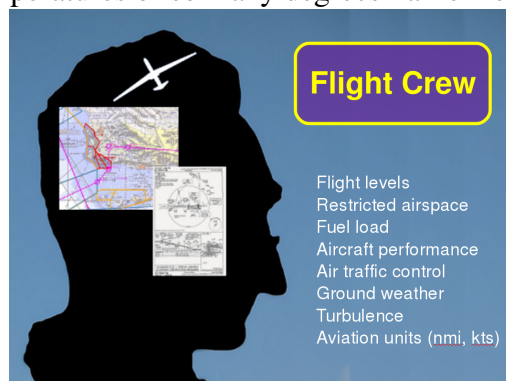 Flight Crew
Flight levels
Restricted airspace
Fuel load
Aircraft performance
Air traffic control
Ground weather
Turbulence
Aviation units (nmi, kts)